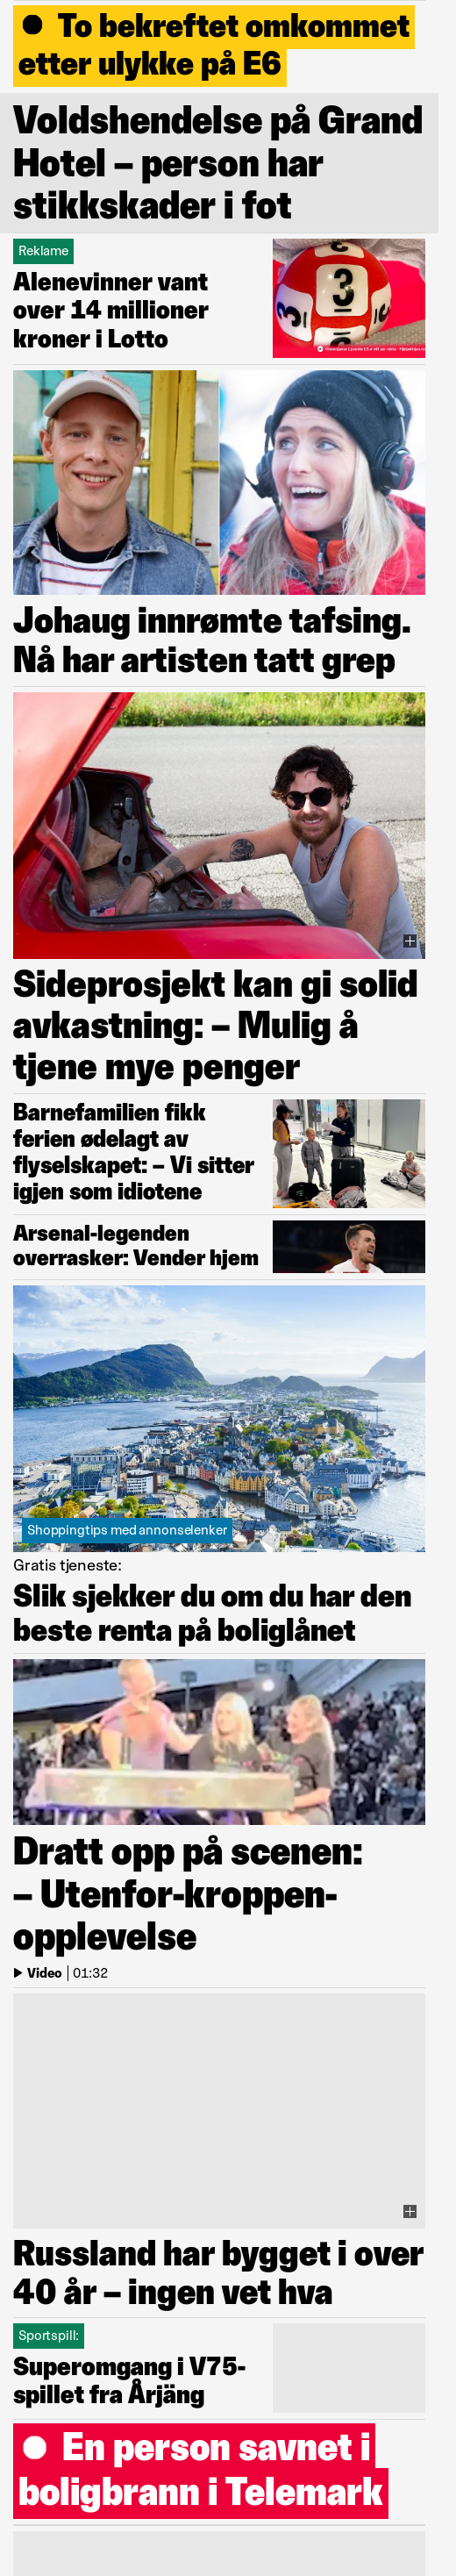 To bekreftet omkommet
etter ulykke på E6
Voldshendelse på Grand
Hotel – person har
stikkskader i fot
Reklame
Alenevinner vant
over 14 millioner
kroner i Lotto
3
3
3
Johaug innrømte tafsing.
Nå har artisten tatt grep
Sideprosjekt kan gi solid
avkastning: – Mulig å
tjene mye penger
Barnefamilien fikk
ferien ødelagt av
flyselskapet: – Vi sitter
igjen som idiotene
Arsenal-legenden
overrasker: Vender hjem
Shoppingtips med annonselenker
Gratis tjeneste:
Slik sjekker du om du har den
beste renta på boliglånet
Dratt opp på scenen:
– Utenfor-kroppen-
opplevelse
Video | 01:32
Russland har bygget i over
40 år – ingen vet hva
Sportspill:
Superomgang i V75-
spillet fra Årjäng
En person savnet i
boligbrann i Telemark